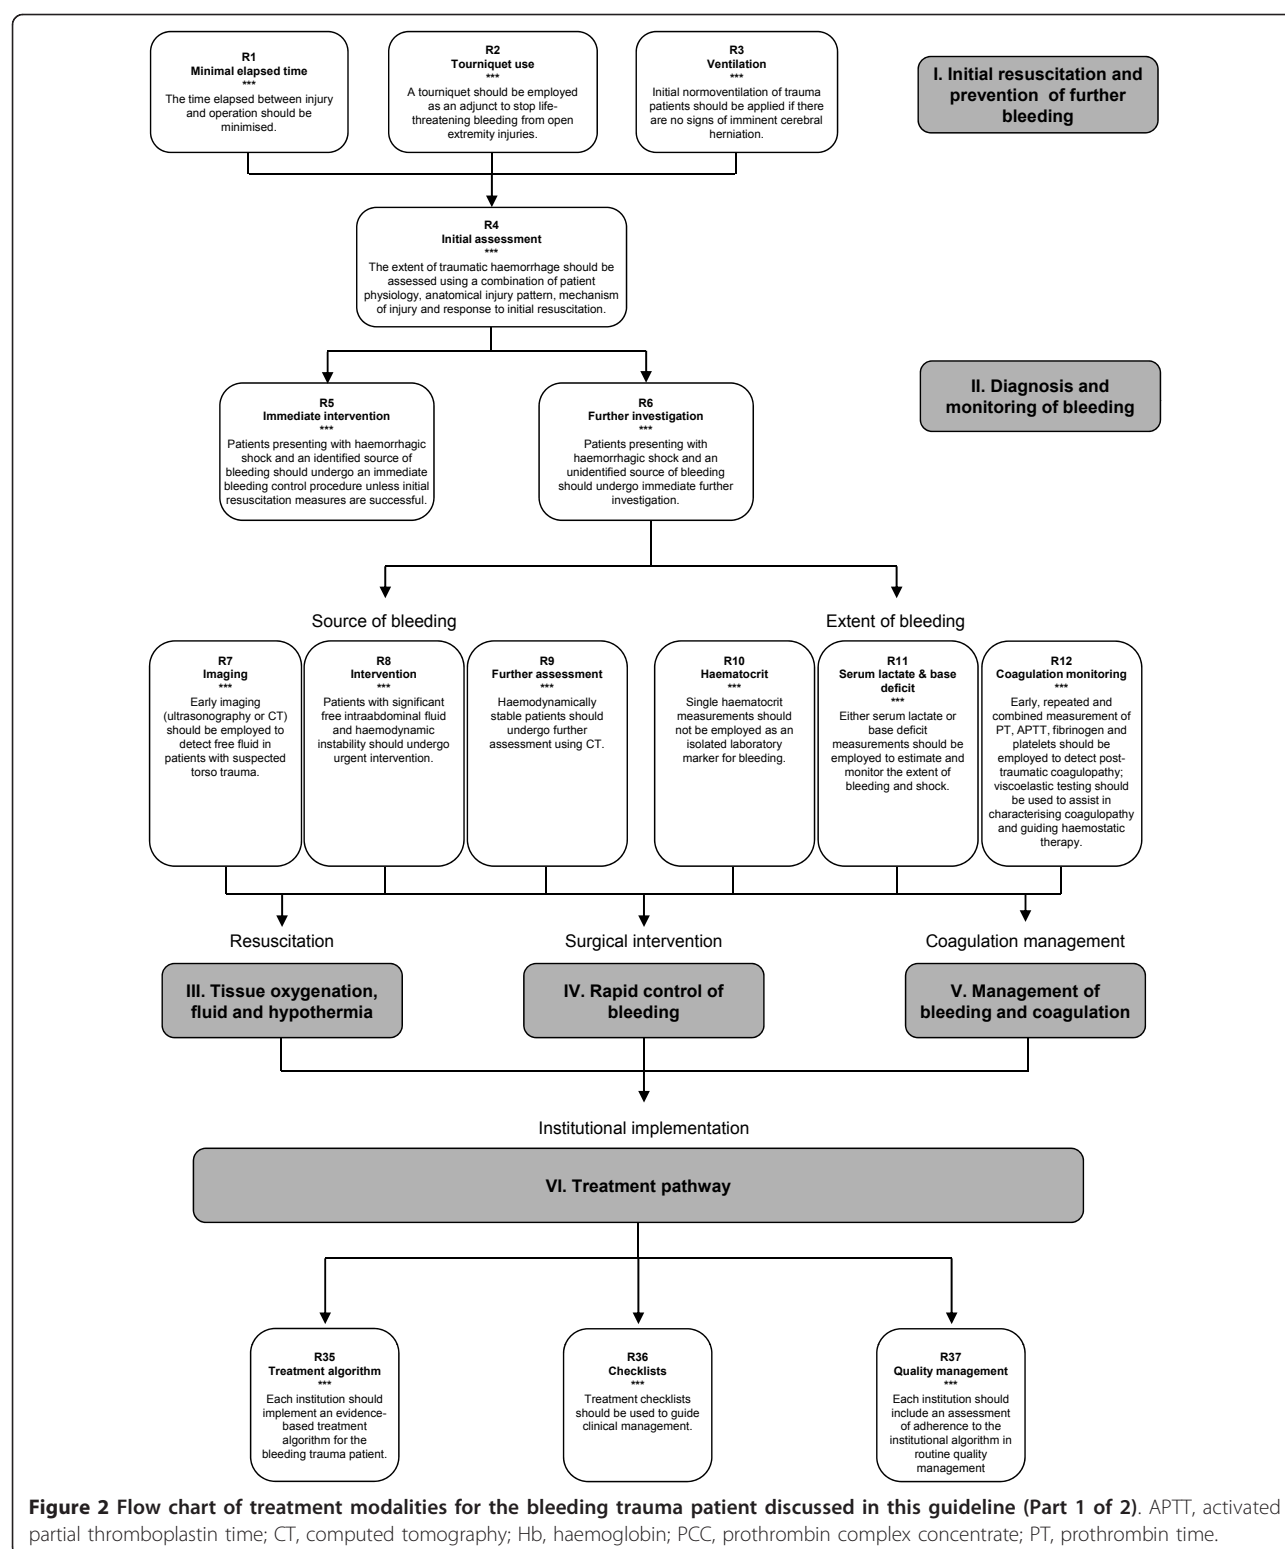 R1
Minimal elapsed time
***
The time elapsed between injury
and operation should be
minimised.
R2
Tourniquet use
***
A tourniquet should be employed
as an adjunct to stop life-
threatening bleeding from open
extremity injuries.
R3
Ventilation
***
Initial normoventilation of trauma
patients should be applied if there
are no signs of imminent cerebral
herniation.
I. Initial resuscitation and
prevention of further
bleeding
R4
Initial assessment
***
The extent of traumatic haemorrhage should be
assessed using a combination of patient
physiology, anatomical injury pattern, mechanism
of injury and response to initial resuscitation.
II. Diagnosis and
monitoring of bleeding
R5
Immediate intervention
***
Patients presenting with haemorrhagic
shock and an identified source of
bleeding should undergo an immediate
bleeding control procedure unless initial
resuscitation measures are successful.
R6
Further investigation
***
Patients presenting with
haemorrhagic shock and an
unidentified source of bleeding
should undergo immediate further
investigation.
Source of bleeding
Extent of bleeding
R7
Imaging
***
Early imaging
(ultrasonography or CT)
should be employed to
detect free fluid in
patients with suspected
torso trauma.
R8
Intervention
***
Patients with significant
free intraabdominal fluid
and haemodynamic
instability should undergo
urgent intervention.
R9
Further assessment
***
Haemodynamically
stable patients should
undergo further
assessment using CT.
R10
Haematocrit
***
Single haematocrit
measurements should
not be employed as an
isolated laboratory
marker for bleeding.
R11
Serum lactate & base
deficit
***
Either serum lactate or
base deficit
measurements should be
employed to estimate and
monitor the extent of
bleeding and shock.
R12
Coagulation monitoring
***
Early, repeated and
combined measurement of
PT, APTT, fibrinogen and
platelets should be
employed to detect post-
traumatic coagulopathy;
viscoelastic testing should
be used to assist in
characterising coagulopathy
and guiding haemostatic
therapy.
Resuscitation
Surgical intervention
Coagulation management
III. Tissue oxygenation,
fluid and hypothermia
IV. Rapid control of
bleeding
V. Management of
bleeding and coagulation
Institutional implementation
VI. Treatment pathway
R35
Treatment algorithm
***
Each institution should
implement an evidence-
based treatment
algorithm for the
bleeding trauma patient.
R36
Checklists
***
Treatment checklists
should be used to guide
clinical management.
R37
Quality management
***
Each institution should
include an assessment
of adherence to the
institutional algorithm in
routine quality
management
Figure 2 Flow chart of treatment modalities for the bleeding trauma patient discussed in this guideline (Part 1 of 2). APTT, activated
partial thromboplastin time; CT, computed tomography; Hb, haemoglobin; PCC, prothrombin complex concentrate; PT, prothrombin time.